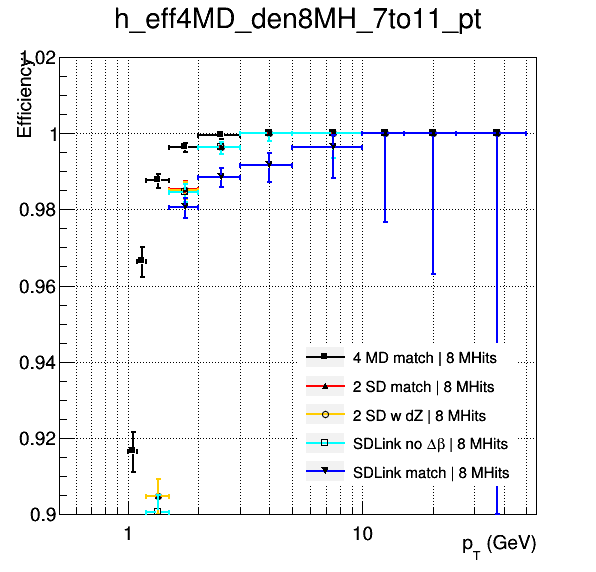 h_eff4MD_den8MH_7to11_pt
Efficiency
1.02
1
0.98
0.96
0.94
0.92
0.9
4 MD match | 8 MHits
2 SD match | 8 MHits
2 SD w dZ | 8 MHits
SDLink no Δβ | 8 MHits
SDLink match | 8 MHits
1
10
p_T (GeV)